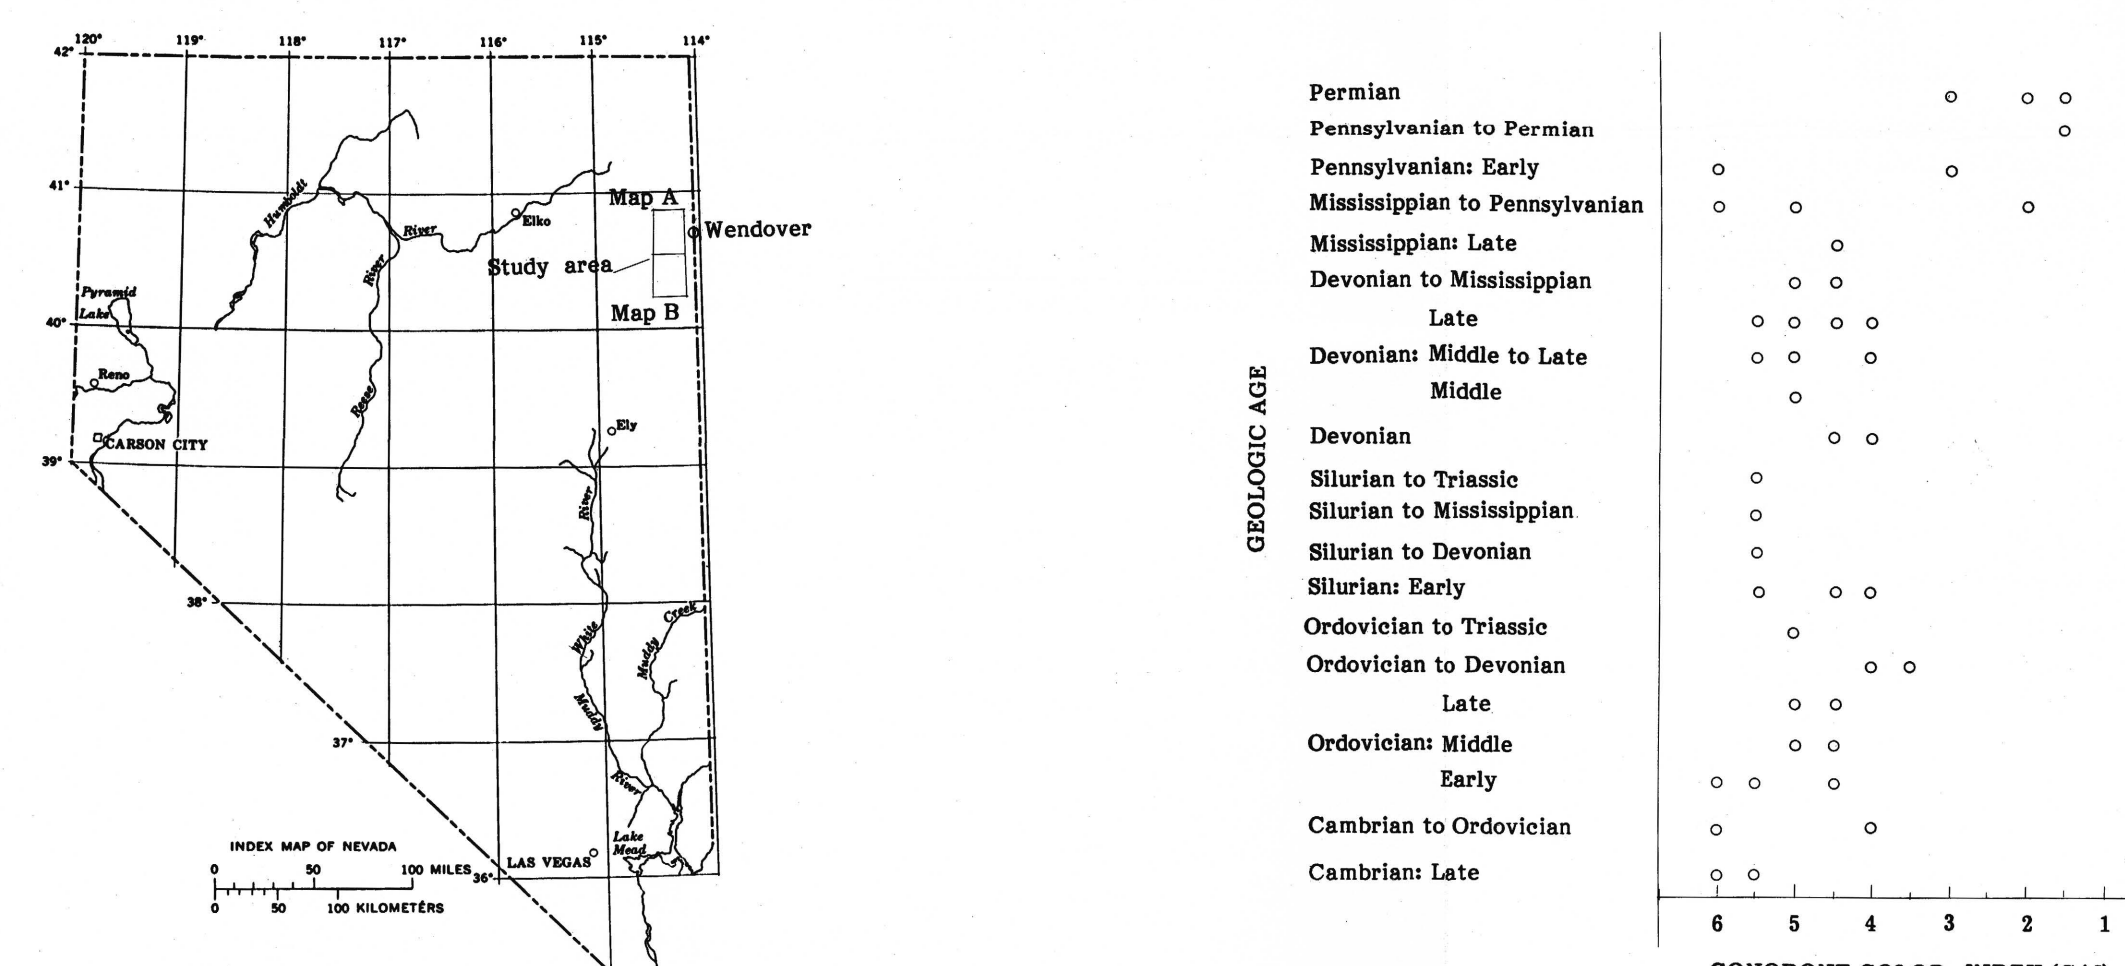 120° 119° 118° 117° 116° 115° 114°
42°
41°
40°
39°
38°
37°
36°
Humboldt
River
Elko
Map A
Wendover
Study area
Map B
River
Reese
Pyramid
Lake
Reno
CARSON CITY
Ely
River
White
Creek
Muddy
Muddy
River
Lake
Mead
LAS VEGAS
INDEX MAP OF NEVADA
0 50 100 MILES
0 50 100 KILOMETERS
GEOLOGIC AGE
Permian
Pennsylvanian to Permian
Pennsylvanian: Early
Mississippian to Pennsylvanian
Mississippian: Late
Devonian to Mississippian
Late
Devonian: Middle to Late
Middle
Devonian
Silurian to Triassic
Silurian to Mississippian
Silurian to Devonian
Silurian: Early
Ordovician to Triassic
Ordovician to Devonian
Late
Ordovician: Middle
Early
Cambrian to Ordovician
Cambrian: Late
6 5 4 3 2 1